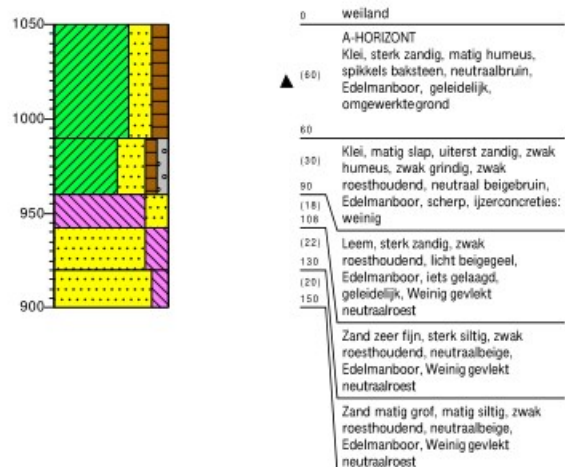 1050
1000
950
900
0 weiland
A-HORIZONT
Klei, sterk zandig, matig humeus,
(60) spikkels baksteen, neutraalbruin,
Edelmanboor, geleidelijk,
omgewerktegrond
60
Klei, matig slap, uiterst zandig, zwak
(30) humeus, zwak grindig, zwak
90 roesthoudend, neutraal beigebruin,
(18) Edelmanboor, scherp, ijzerconcreties:
108 weinig
(22) Leem, sterk zandig, zwak
130 roesthoudend, licht beigegeel,
(20) Edelmanboor, iets gelaagd,
150 geleidelijk, Weinig gevlekt
neutraalroest
Zand zeer fijn, sterk siltig, zwak
roesthoudend, neutraalbeige,
Edelmanboor, Weinig gevlekt
neutraalroest
Zand matig grof, matig siltig, zwak
roesthoudend, neutraalbeige,
Edelmanboor, Weinig gevlekt
neutraalroest